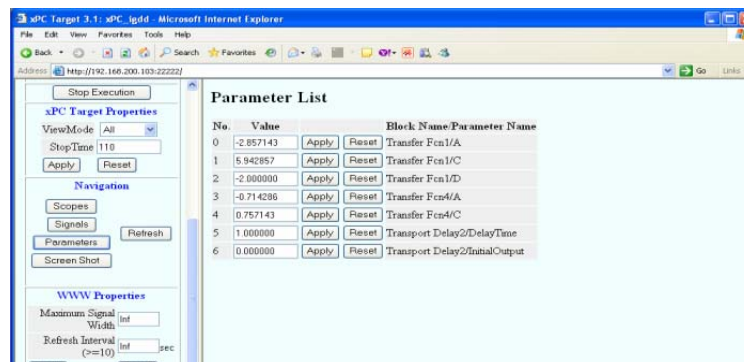 xPC Target 3.1: xPC_igdd - Microsoft Internet Explorer
File Edit View Favorites Tools Help
Back Search Favorites
Address http://192.168.200.103:22222/ Go Links
Stop Execution
xPC Target Properties
ViewMode All
StopTime 110
Apply Reset
Navigation
Scopes
Signals
Parameters Refresh
Screen Shot
WWW Properties
Maximum Signal
Width Inf
Refresh Interval
(>=10) Inf sec
Parameter List
No. Value Block Name/Parameter Name
0 -2.857143 Apply Reset Transfer Fcn1/A
1 5.942857 Apply Reset Transfer Fcn1/C
2 -2.000000 Apply Reset Transfer Fcn1/D
3 -0.714286 Apply Reset Transfer Fcn4/A
4 0.757143 Apply Reset Transfer Fcn4/C
5 1.000000 Apply Reset Transport Delay2/DelayTime
6 0.000000 Apply Reset Transport Delay2/InitialOutput